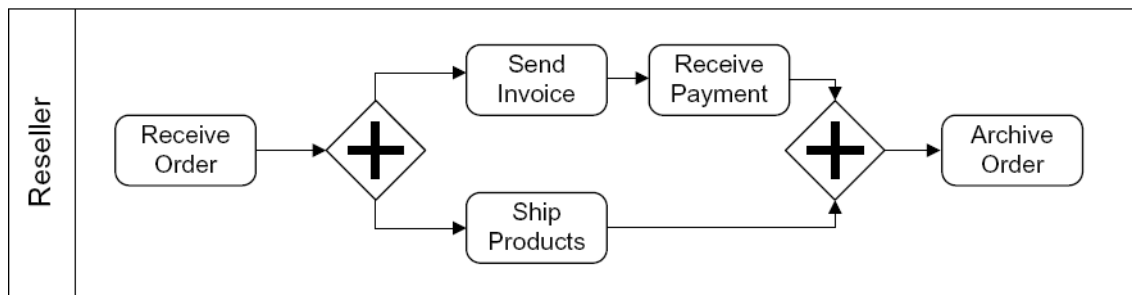 Reseller
Receive
Order
Send
Invoice
Receive
Payment
Ship
Products
Archive
Order